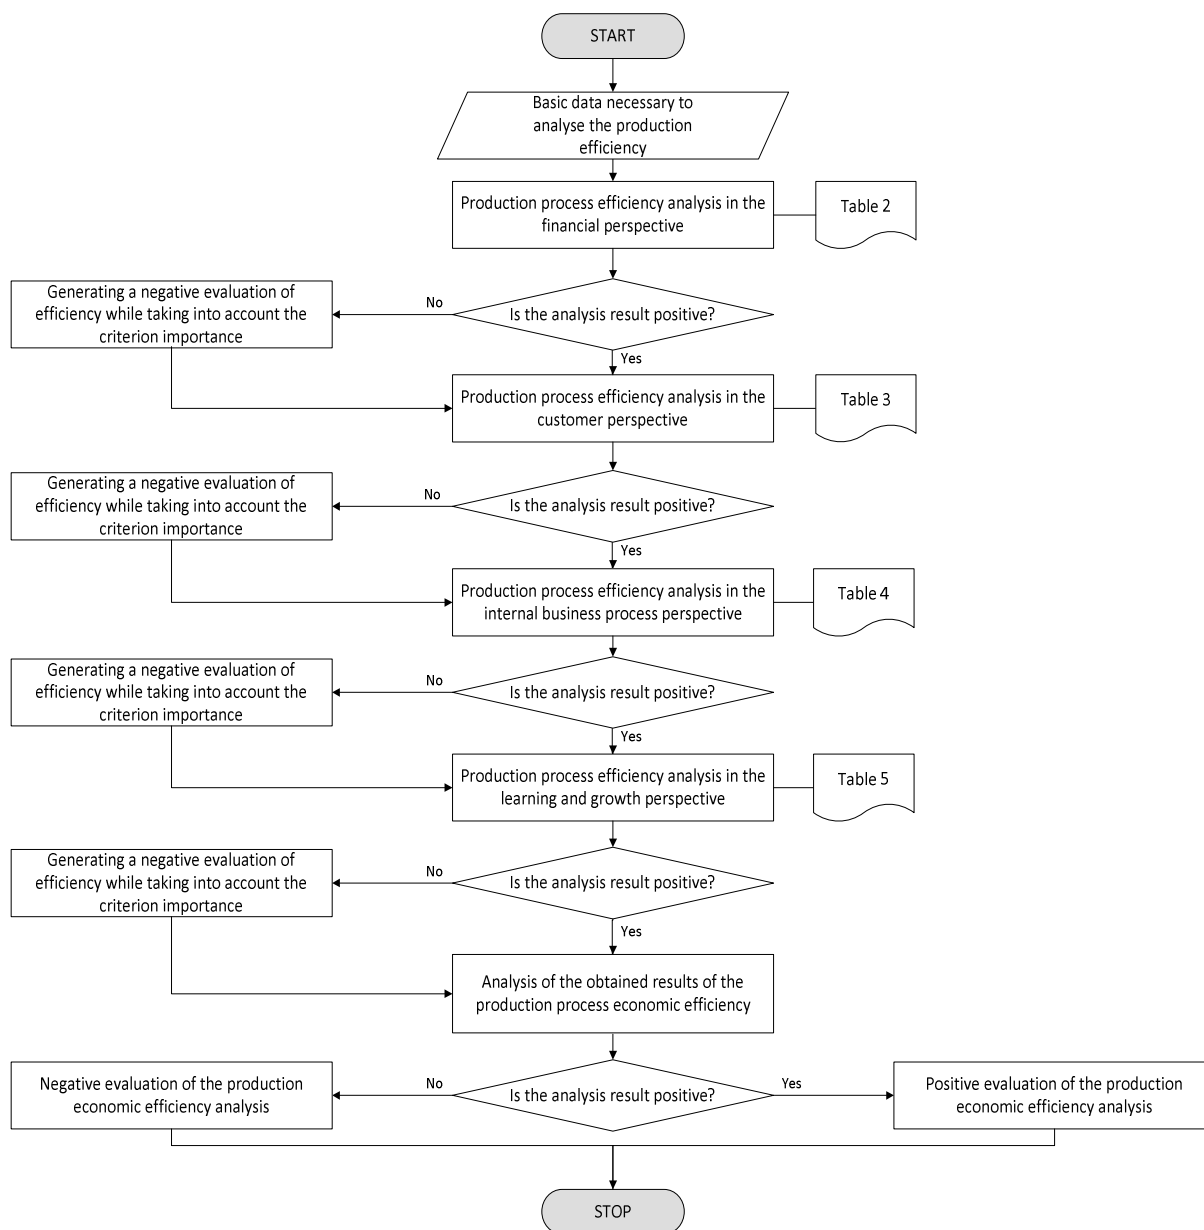 START
Basic data necessary to
analyse the production
efficiency
Production process efficiency analysis in the
financial perspective
Table 2
Generating a negative evaluation of
efficiency while taking into account the
criterion importance
No
Is the analysis result positive?
Yes
Production process efficiency analysis in the
customer perspective
Table 3
Generating a negative evaluation of
efficiency while taking into account the
criterion importance
No
Is the analysis result positive?
Yes
Production process efficiency analysis in the
internal business process perspective
Table 4
Generating a negative evaluation of
efficiency while taking into account the
criterion importance
No
Is the analysis result positive?
Yes
Production process efficiency analysis in the
learning and growth perspective
Table 5
Generating a negative evaluation of
efficiency while taking into account the
criterion importance
No
Is the analysis result positive?
Yes
Analysis of the obtained results of the
production process economic efficiency
Negative evaluation of the production
economic efficiency analysis
No
Is the analysis result positive?
Yes
Positive evaluation of the production
economic efficiency analysis
STOP